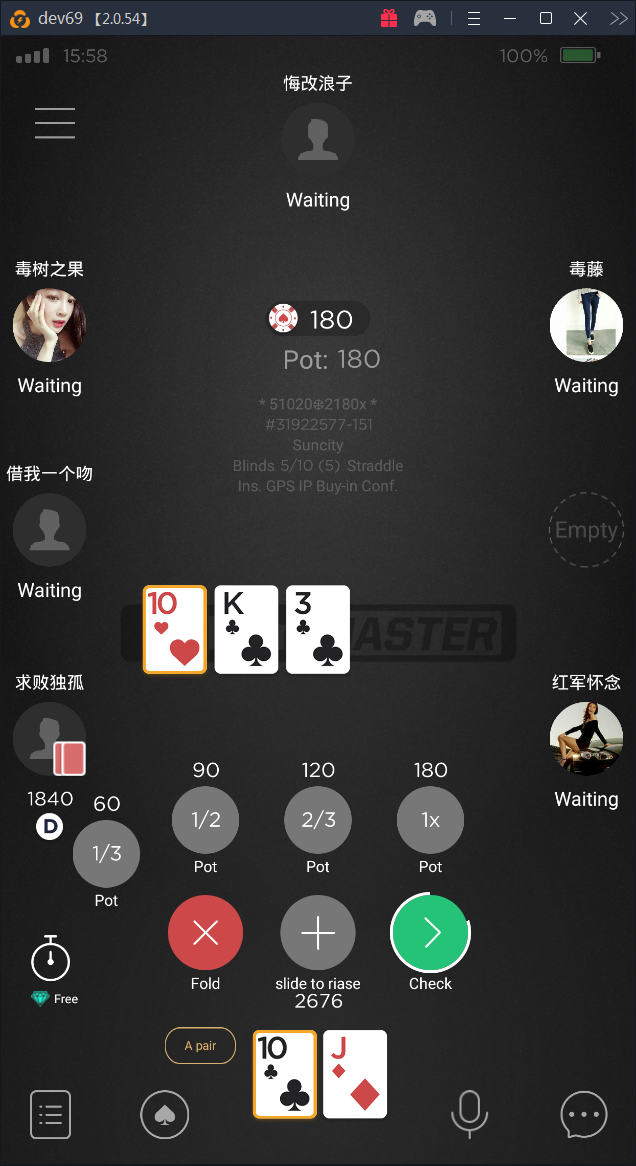 dev69 【2.0.54】
15:58
100%
悔改浪子
Waiting
毒树之果
Waiting
毒藤
Waiting
180
Pot: 180
* 51020❄2180x *
#31922577-151
Suncity
Blinds 5/10 (5) Straddle
Ins. GPS IP Buy-in Conf.
借我一个吻
Waiting
Empty
10
K
3
求败独孤
1840
D
红军怀念
Waiting
60
1/3
Pot
90
1/2
Pot
120
2/3
Pot
180
1x
Pot
Fold
slide to riase
2676
Check
Free
A pair
10
J